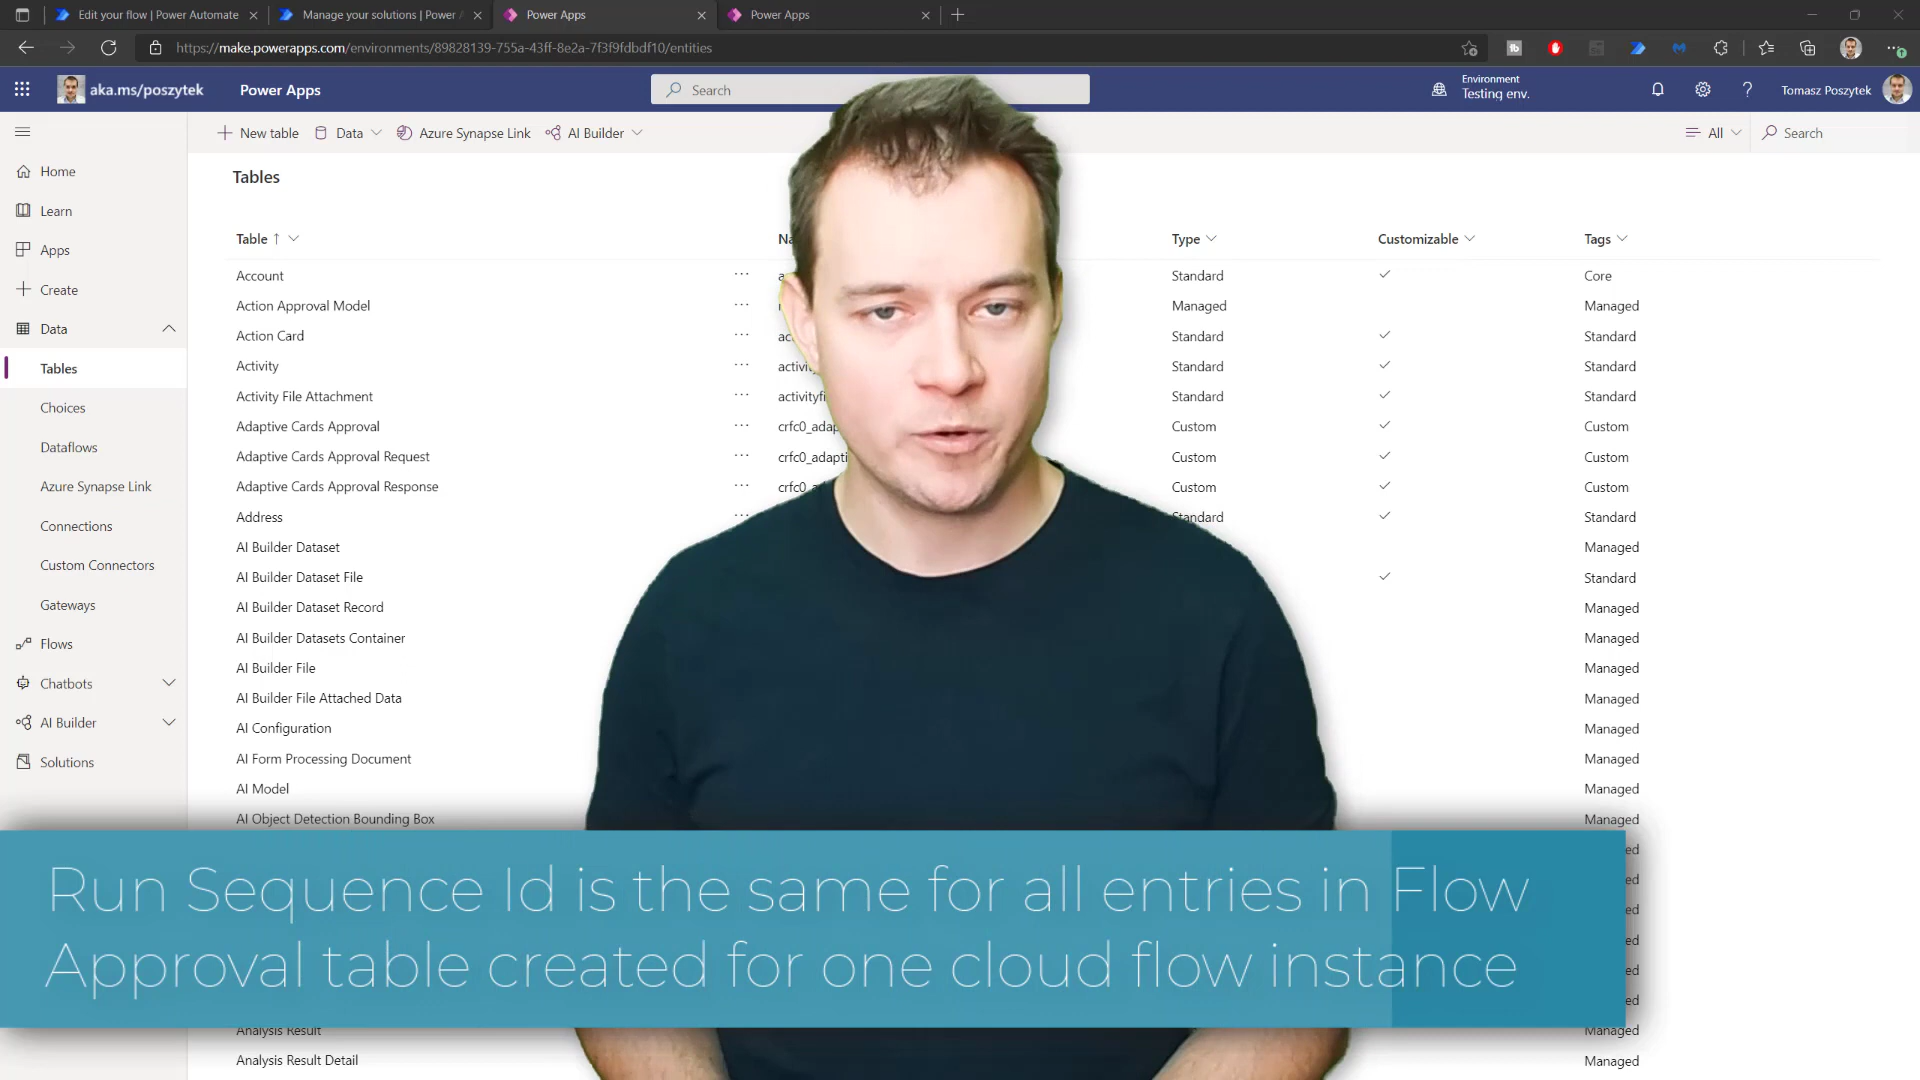 Edit your flow | Power Automate
Manage your solutions | Power A
Power Apps
Power Apps
https://make.powerapps.com/environments/89828139-755a-43ff-8e2a-7f3f9fdbdf10/entities
aka.ms/poszytek
Power Apps
Search
Environment
Testing env.
Tomasz Poszytek
New table
Data
Azure Synapse Link
AI Builder
All
Search
Home
Learn
Apps
Create
Data
Tables
Choices
Dataflows
Azure Synapse Link
Connections
Custom Connectors
Gateways
Flows
Chatbots
AI Builder
Solutions
Tables
Table ↑ Type Customizable Tags
Account Standard Core
Action Approval Model Managed Managed
Action Card Standard Standard
Activity Standard Standard
Activity File Attachment activityfi Standard Standard
Adaptive Cards Approval crfc0_adap Custom Custom
Adaptive Cards Approval Request crfc0_adapti Custom Custom
Adaptive Cards Approval Response crfc0_ Custom Custom
Address Standard Standard
AI Builder Dataset Managed
AI Builder Dataset File Standard
AI Builder Dataset Record Managed
AI Builder Datasets Container Managed
AI Builder File Managed
AI Builder File Attached Data Managed
AI Configuration Managed
AI Form Processing Document Managed
AI Model Managed
AI Object Detection Bounding Box Managed
Run Sequence Id is the same for all entries in Flow
Approval table created for one cloud flow instance
Analysis Result Managed
Analysis Result Detail Managed